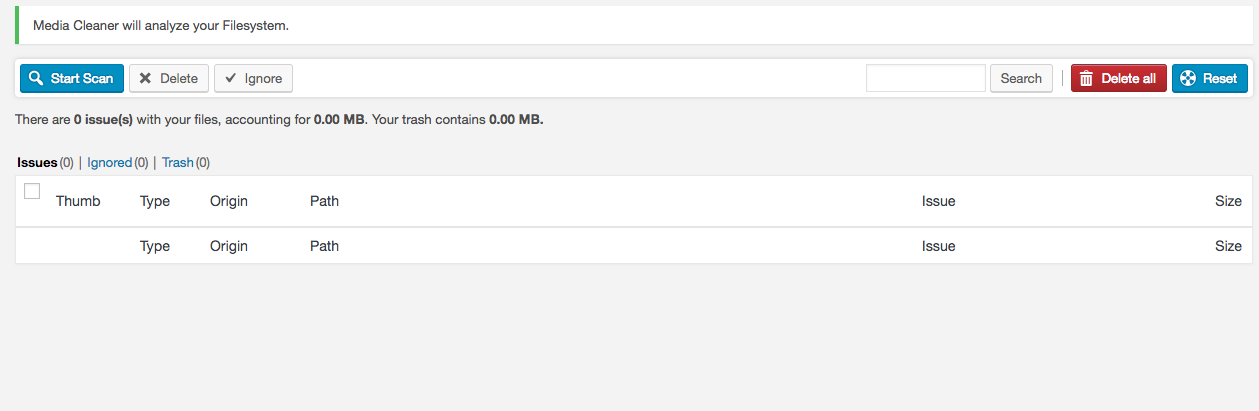 Media Cleaner will analyze your Filesystem.
Start Scan Delete Ignore Search | Delete all Reset
There are 0 issue(s) with your files, accounting for 0.00 MB. Your trash contains 0.00 MB.
Issues (0) | Ignored (0) | Trash (0)
Thumb Type Origin Path Issue Size
Type Origin Path Issue Size